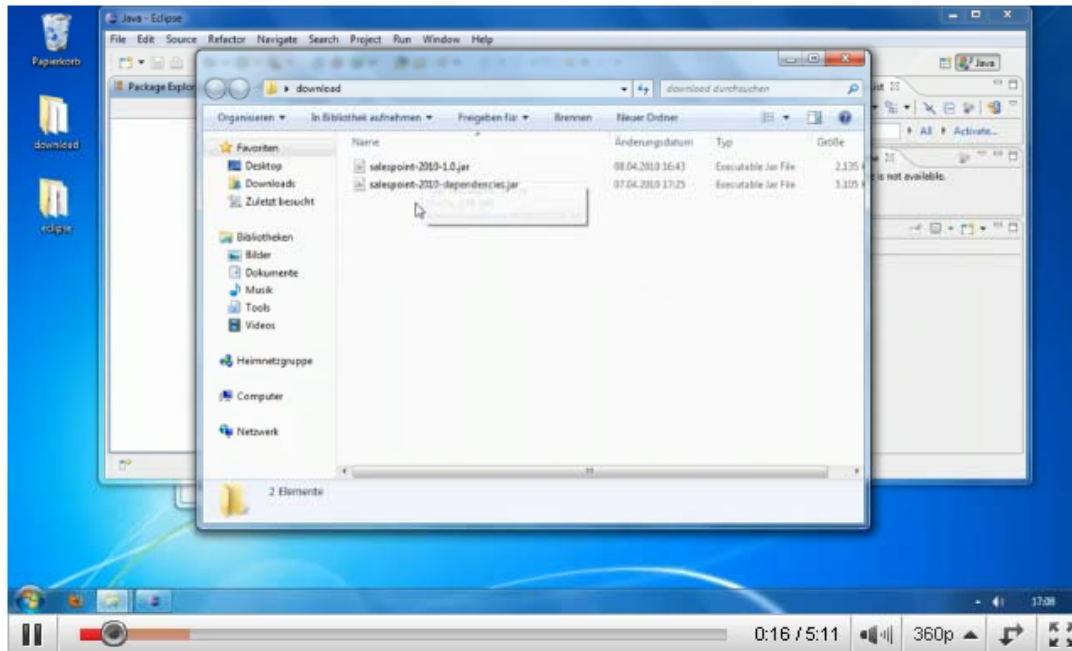 Java - Eclipse
File Edit Source Refactor Navigate Search Project Run Window Help
Papierkorb
Java
Package Explor
download
download durchsuchen
Organisieren In Bibliothek aufnehmen Freigeben für Brennen Neuer Ordner
All Activate...
Favoriten
Name Änderungsdatum Typ Größe
Desktop
salespoint-2010-1.0.jar 08.04.2010 16:43 Executable Jar File 2.135
Downloads
salespoint-2010-dependencies.jar 07.04.2010 17:25 Executable Jar File
is not available.
Zuletzt besucht
download
eclipse
Bibliotheken
Bilder
Dokumente
Musik
Tools
Videos
Heimnetzgruppe
Computer
Netzwerk
2 Elemente
17:08
0:16 / 5:11
360p